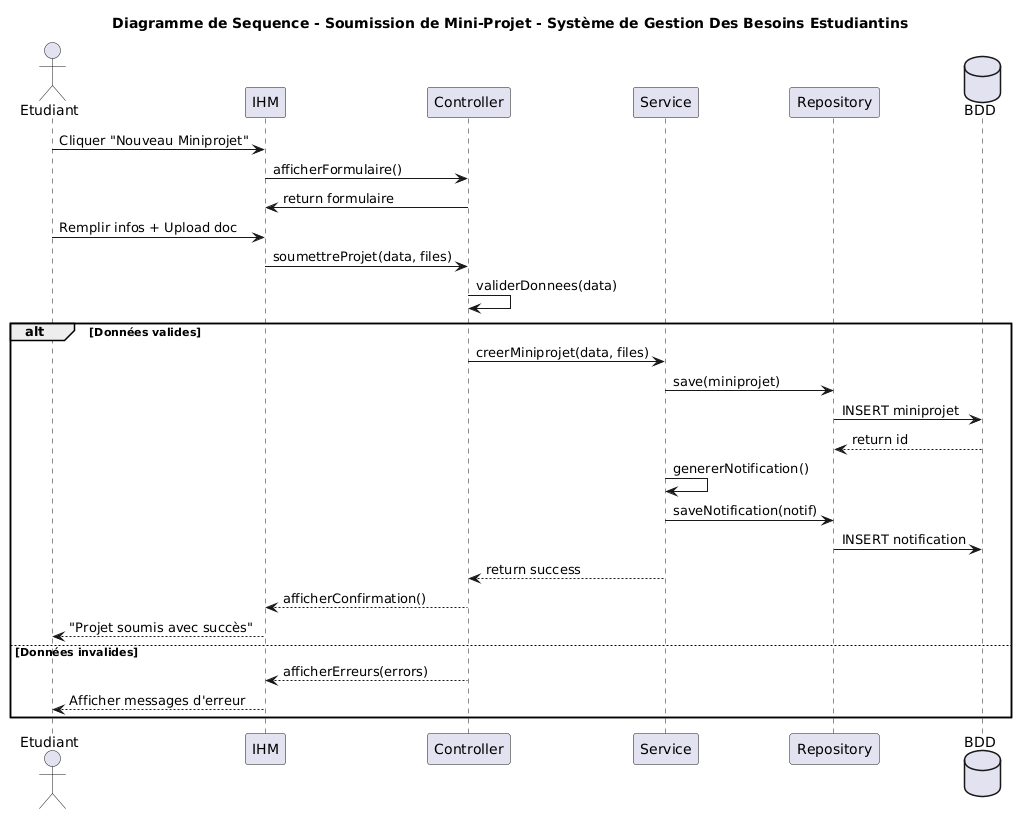 Diagramme de Sequence - Soumission de Mini-Projet - Système de Gestion Des Besoins Estudiantins
Etudiant
IHM
Controller
Service
Repository
BDD
Cliquer "Nouveau Miniprojet"
afficherFormulaire()
return formulaire
Remplir infos + Upload doc
soumettreProjet(data, files)
validerDonnees(data)
alt
[Données valides]
creerMiniprojet(data, files)
save(miniprojet)
INSERT miniprojet
return id
genererNotification()
saveNotification(notif)
INSERT notification
return success
afficherConfirmation()
"Projet soumis avec succès"
[Données invalides]
afficherErreurs(errors)
Afficher messages d'erreur
Etudiant
IHM
Controller
Service
Repository
BDD